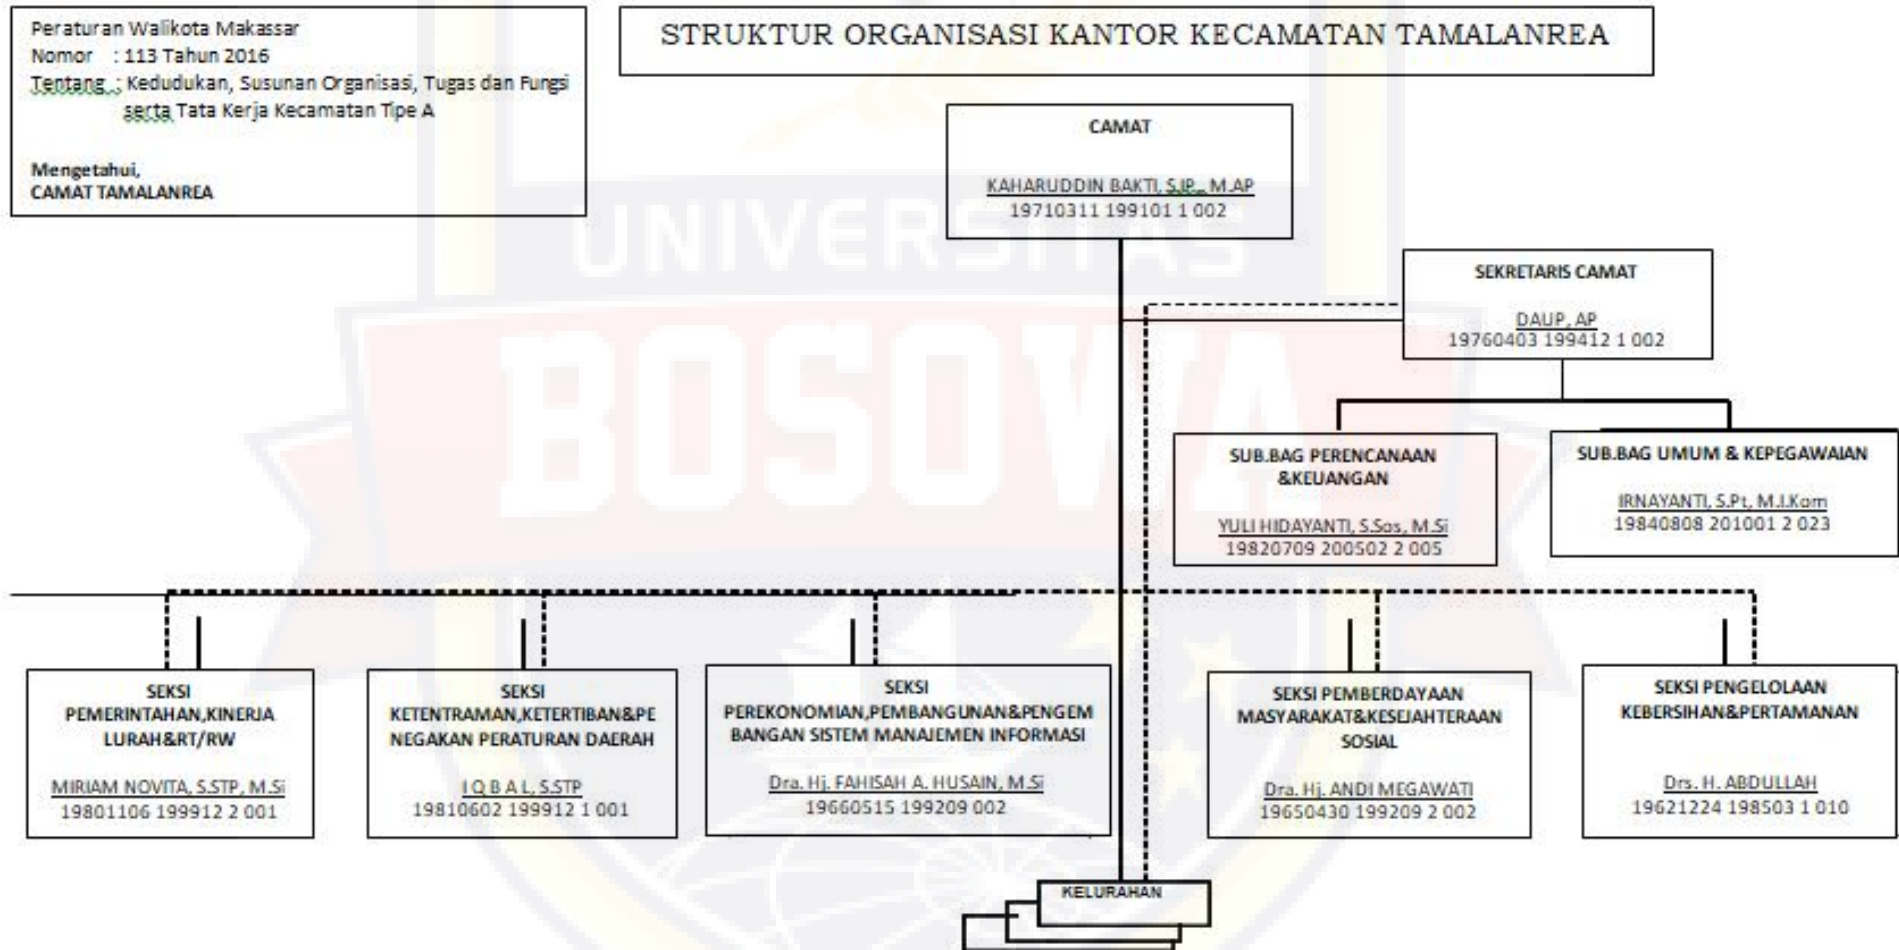 Peraturan Walikota Makassar
Nomor : 113 Tahun 2016
Tentang : Kedudukan, Susunan Organisasi, Tugas dan Fungsi
serta Tata Kerja Kecamatan Tipe A
Mengetahui,
CAMAT TAMALANREA
STRUKTUR ORGANISASI KANTOR KECAMATAN TAMALANREA
CAMAT
KAHARUDDIN BAKTI, S.IP., M.AP
19710311 199101 1 002
SEKRETARIS CAMAT
DAUP, AP
19760403 199412 1 002
SUB.BAG PERENCANAAN
&KEUANGAN
YULI HIDAYANTI, S.Sos, M.Si
19820709 200502 2 005
SUB.BAG UMUM & KEPEGAWAIAN
IRNAYANTI, S.Pt, M.I.Kom
19840808 201001 2 023
SEKSI
PEMERINTAHAN,KINERJA
LURAH&RT/RW
MIRIAM NOVITA, S.STP, M.Si
19801106 199912 2 001
SEKSI
KETENTRAMAN,KETERTIBAN&PE
NEGAKAN PERATURAN DAERAH
I Q B A L, S.STP
19810602 199912 1 001
SEKSI
PEREKONOMIAN,PEMBANGUNAN&PENGEM
BANGAN SISTEM MANAJEMEN INFORMASI
Dra. Hj. FAHISAH A. HUSAIN, M.Si
19660515 199209 002
SEKSI PEMBERDAYAAN
MASYARAKAT&KESEJAHTERAAN
SOSIAL
Dra. Hj. ANDI MEGAWATI
19650430 199209 2 002
SEKSI PENGELOLAAN
KEBERSIHAN&PERTAMANAN
Drs. H. ABDULLAH
19621224 198503 1 010
KELURAHAN
UNIVERSITAS
BOSOWA